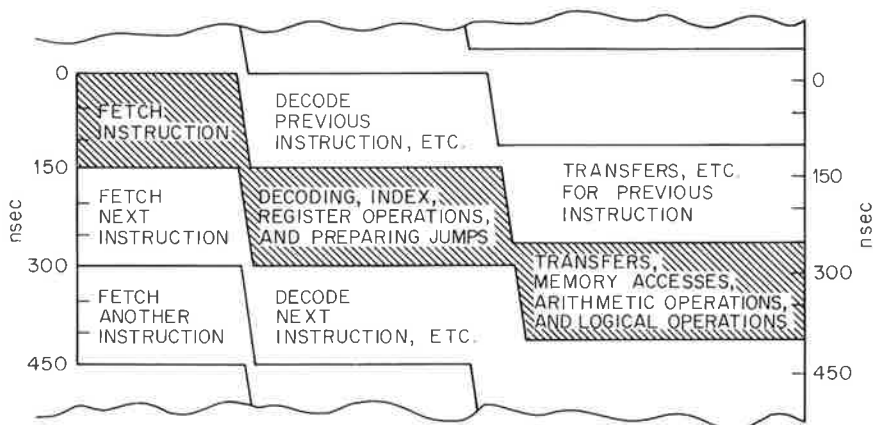 0
FETCH
INSTRUCTION
DECODE
PREVIOUS
INSTRUCTION, ETC.
0
150
FETCH
NEXT
INSTRUCTION
DECODING, INDEX,
REGISTER OPERATIONS,
AND PREPARING JUMPS
TRANSFERS, ETC.
FOR PREVIOUS
INSTRUCTION
150
nsec
nsec
300
FETCH
ANOTHER
INSTRUCTION
DECODE
NEXT
INSTRUCTION, ETC.
TRANSFERS,
MEMORY ACCESSES,
ARITHMETIC OPERATIONS,
AND LOGICAL OPERATIONS
300
450
450